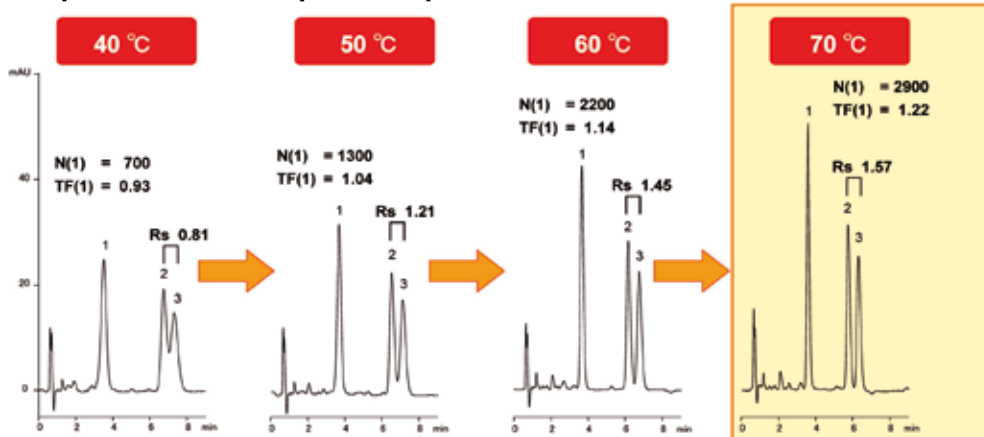 40 °C
50 °C
60 °C
70 °C
mAU
40
20
0
N(1) = 700
TF(1) = 0.93
1
Rs 0.81
2
3
0 2 4 6 8 min
N(1) = 1300
TF(1) = 1.04
1
Rs 1.21
2
3
0 2 4 6 8 min
N(1) = 2200
TF(1) = 1.14
1
Rs 1.45
2
3
0 2 4 6 8 min
N(1) = 2900
TF(1) = 1.22
1
Rs 1.57
2
3
0 2 4 6 8 min